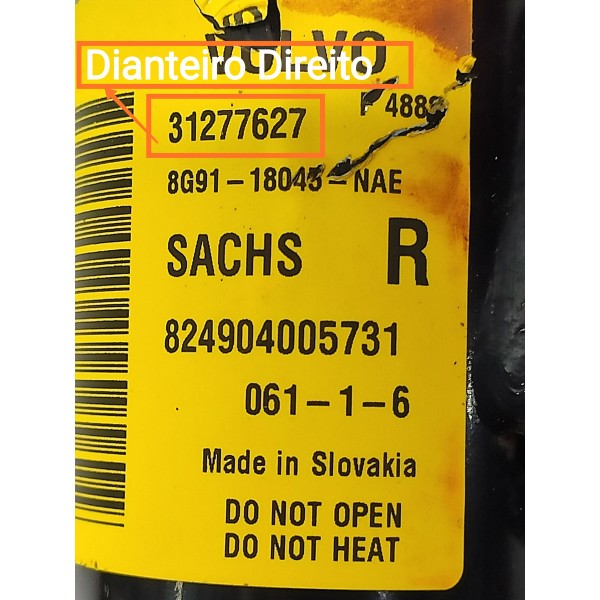 VOLVO
Dianteiro Direito
31277627
8G91-18045-NAE
SACHS R
824904005731
061-1-6
Made in Slovakia
DO NOT OPEN
DO NOT HEAT